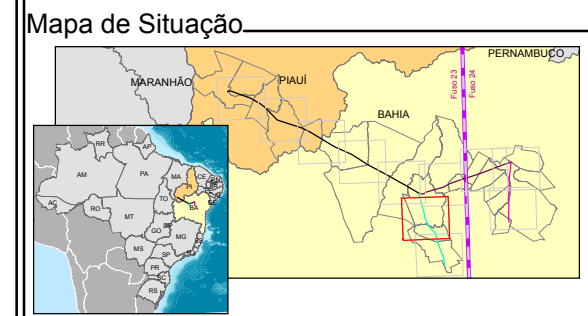 Mapa de Situação
PERNAMBUCO
MARANHÃO
PIAUÍ
Fuso 23
Fuso 24
BAHIA
RR
AP
AM
PA
MA
CE
PI
AC
RO
TO
BA
MT
GO
MG
MS
ES
SP
PR
SC
RS